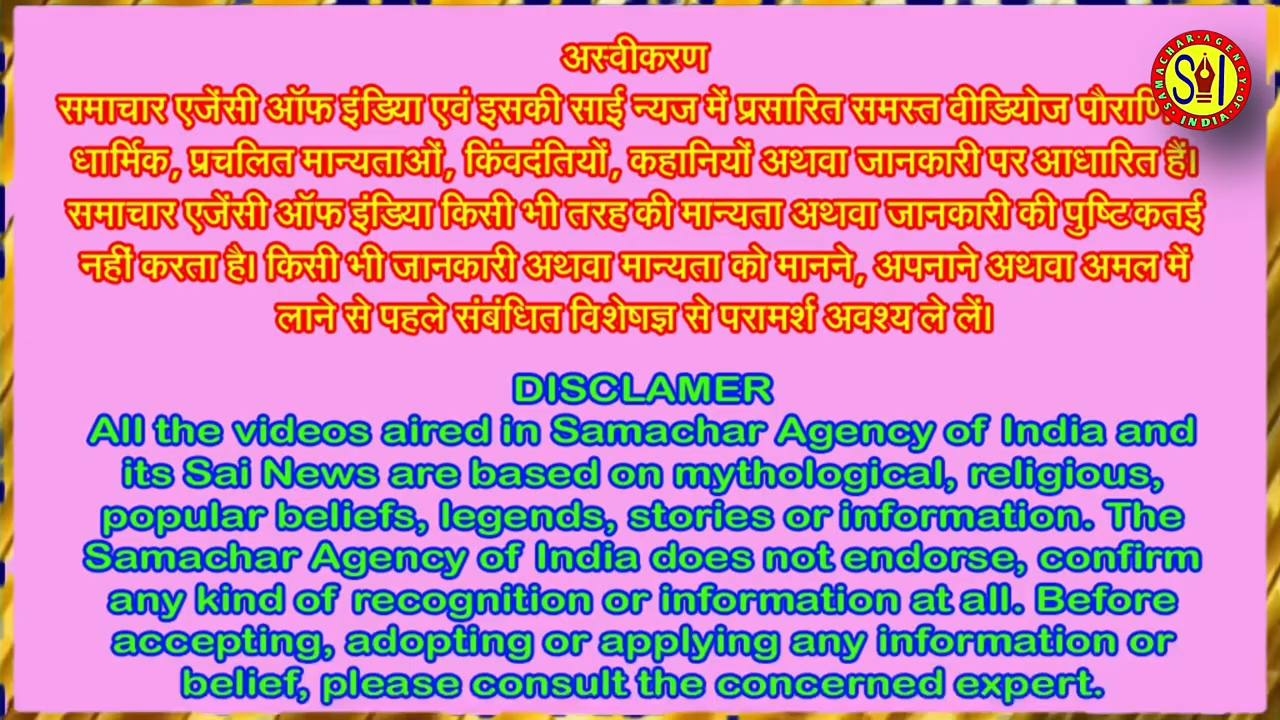 अस्वीकरण
समाचार एजेंसी ऑफ इंडिया एवं इसकी साई न्यज में प्रसारित समस्त वीडियोज
धार्मिक, प्रचलित मान्यताओं, किंवदंतियों, कहानियों अथवा जानकारी पर आधारित हैं।
समाचार एजेंसी ऑफ इंडिया किसी भी तरह की मान्यता अथवा जानकारी की पुष्टि कतई
नहीं करता है। किसी भी जानकारी अथवा मान्यता को मानने, अपनाने अथवा अमल में
लाने से पहले संबंधित विशेषज्ञ से परामर्श अवश्य ले लें।
SAMACHAR · AGENCY · OF · INDIA
SAI
DISCLAMER
All the videos aired in Samachar Agency of India and
its Sai News are based on mythological, religious,
popular beliefs, legends, stories or information. The
Samachar Agency of India does not endorse, confirm
any kind of recognition or information at all. Before
accepting, adopting or applying any information or
belief, please consult the concerned expert.